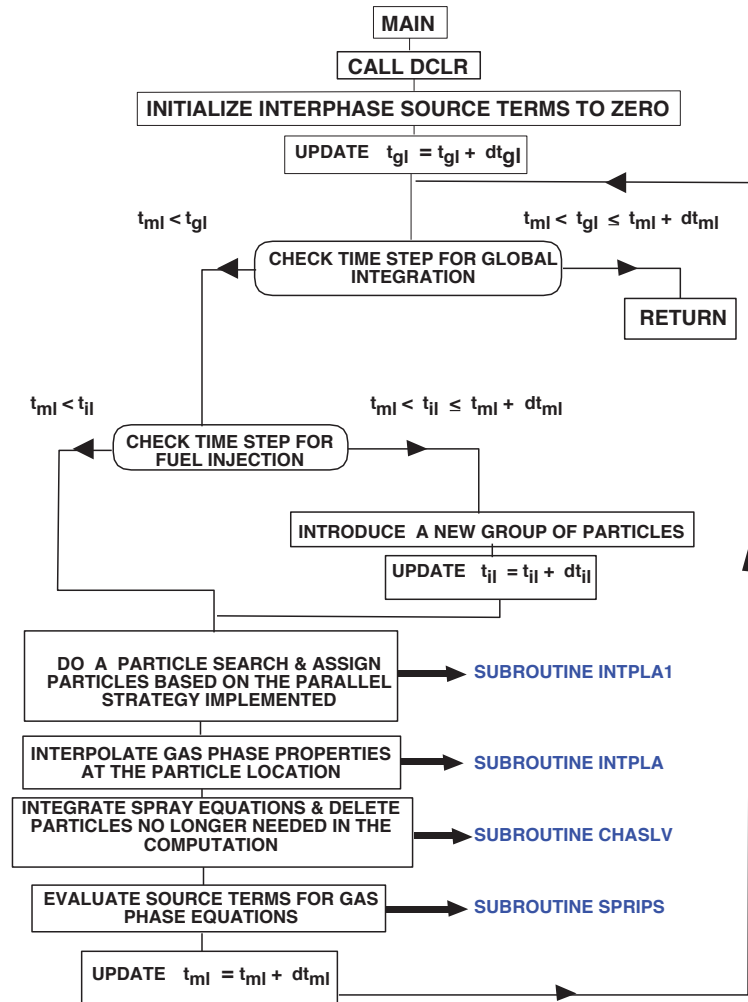 MAIN
CALL DCLR
INITIALIZE INTERPHASE SOURCE TERMS TO ZERO
UPDATE t_gl = t_gl + dt_gl
t_ml < t_gl
t_ml < t_gl ≤ t_ml + dt_ml
CHECK TIME STEP FOR GLOBAL
INTEGRATION
RETURN
t_ml < t_il
t_ml < t_il ≤ t_ml + dt_ml
CHECK TIME STEP FOR
FUEL INJECTION
INTRODUCE A NEW GROUP OF PARTICLES
UPDATE t_il = t_il + dt_il
DO A PARTICLE SEARCH & ASSIGN
PARTICLES BASED ON THE PARALLEL
STRATEGY IMPLEMENTED
SUBROUTINE INTPLA1
INTERPOLATE GAS PHASE PROPERTIES
AT THE PARTICLE LOCATION
SUBROUTINE INTPLA
INTEGRATE SPRAY EQUATIONS & DELETE
PARTICLES NO LONGER NEEDED IN THE
COMPUTATION
SUBROUTINE CHASLV
EVALUATE SOURCE TERMS FOR GAS
PHASE EQUATIONS
SUBROUTINE SPRIPS
UPDATE t_ml = t_ml + dt_ml